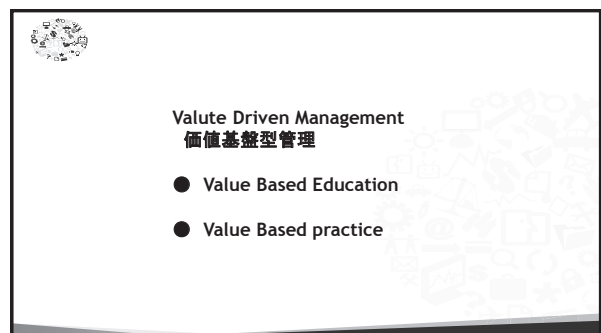 Valute Driven Management
価値基盤型管理
● Value Based Education
● Value Based practice